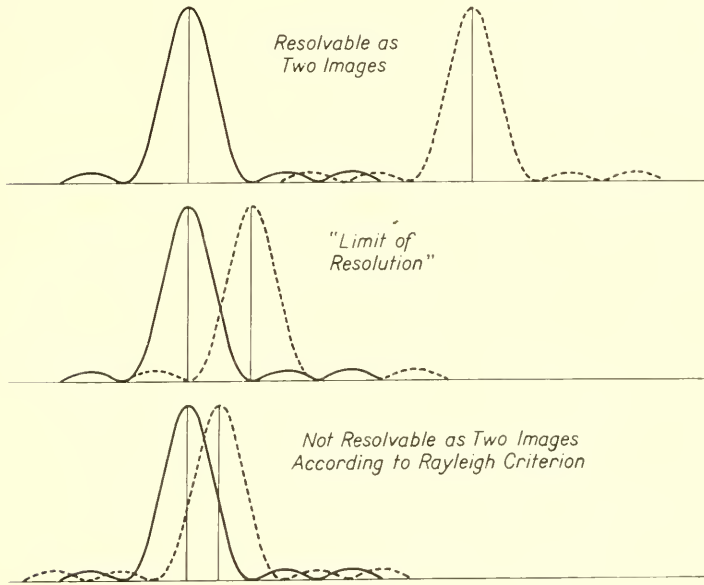 Resolvable as
Two Images
"Limit of
Resolution"
Not Resolvable as Two Images
According to Rayleigh Criterion